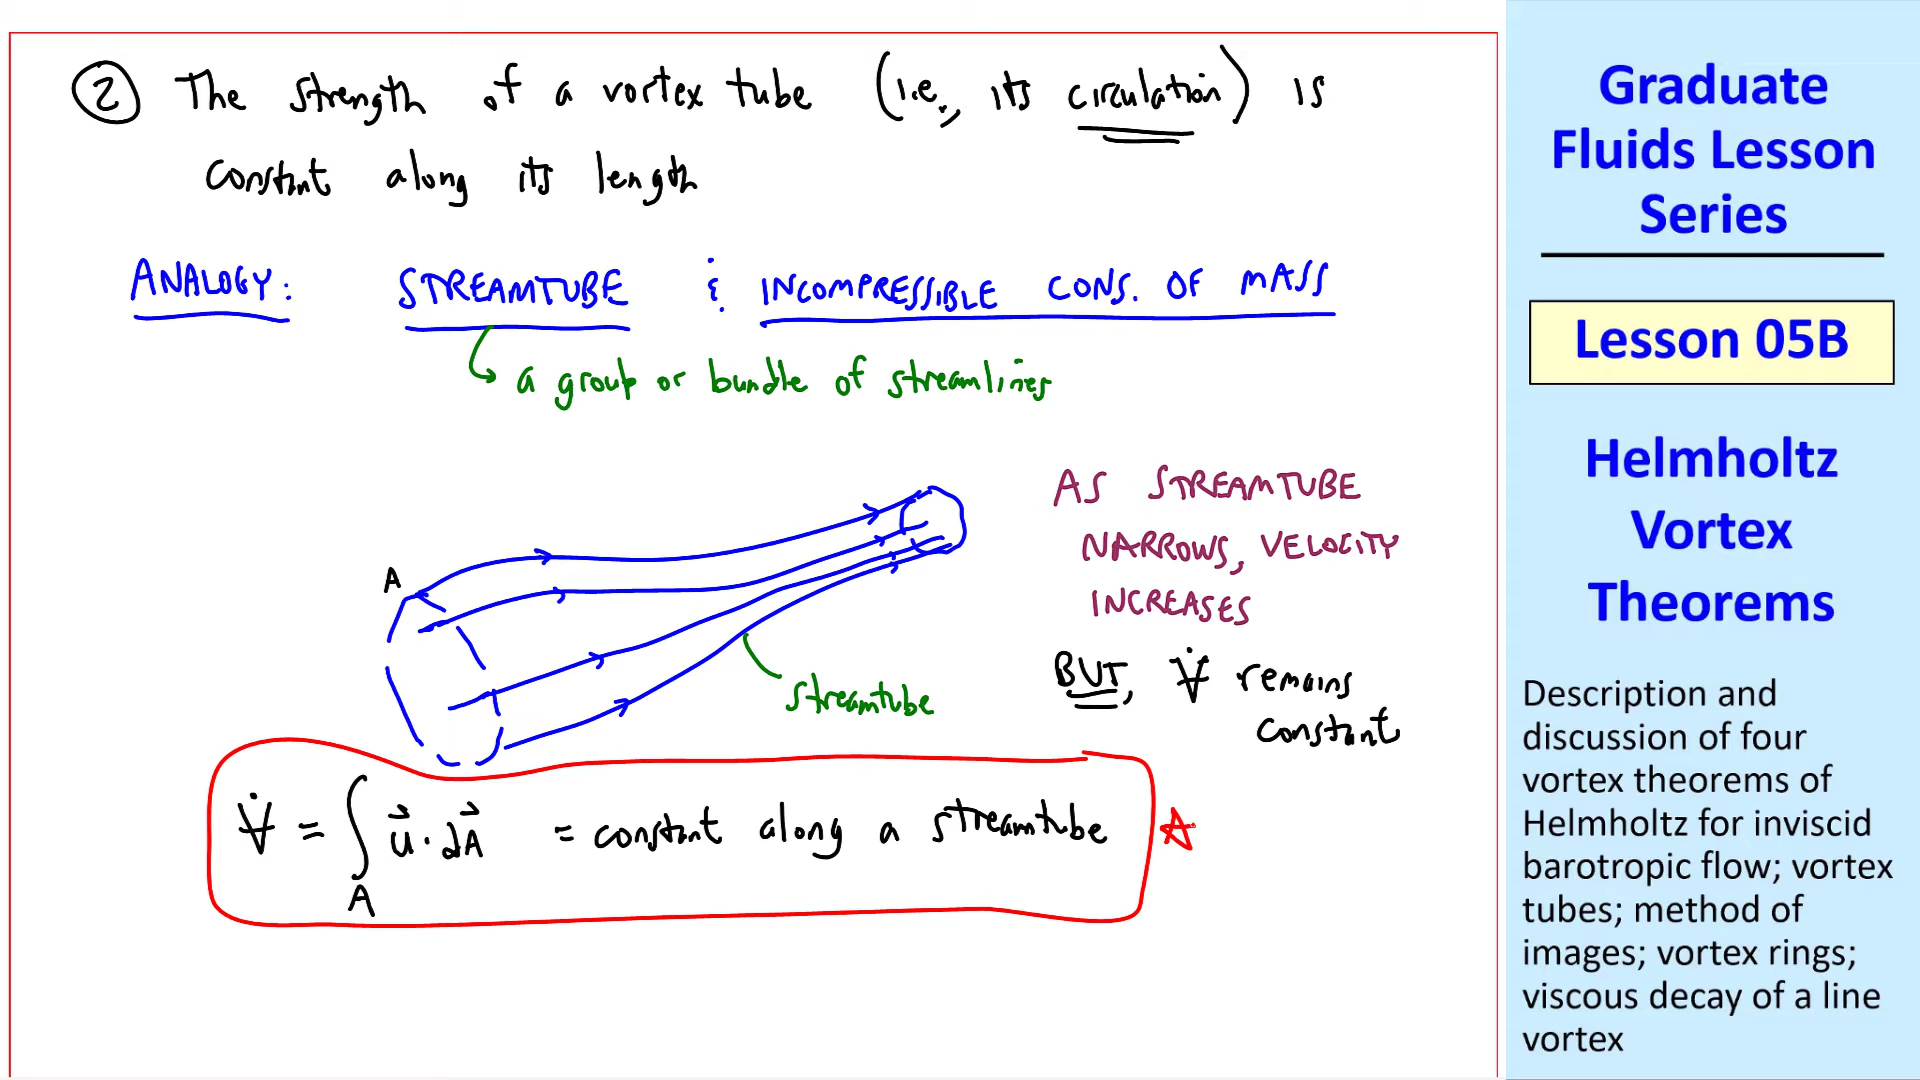 ② The strength of a vortex tube (i.e., its circulation) is
constant along its length
ANALOGY: STREAMTUBE & INCOMPRESSIBLE CONS. OF MASS
a group or bundle of streamlines
A
AS STREAMTUBE
NARROWS, VELOCITY
INCREASES
streamtube
BUT, V̶̇ remains
constant
V̶̇ = ∫_A u⃗ · dA⃗ = constant along a streamtube
Graduate
Fluids Lesson
Series
Lesson 05B
Helmholtz
Vortex
Theorems
Description and
discussion of four
vortex theorems of
Helmholtz for inviscid
barotropic flow; vortex
tubes; method of
images; vortex rings;
viscous decay of a line
vortex